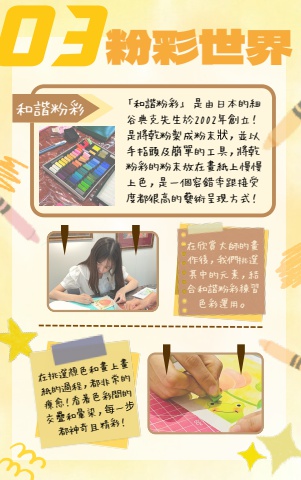 03 粉彩世界
和諧粉彩
「和諧粉彩」是由日本的細
谷典克先生於2002年創立!
是將乾粉製成粉末狀,並以
手指頭及簡單的工具,將乾
粉彩的粉末放在畫紙上慢慢
上色,是一個容錯率跟接受
度都很高的藝術呈現方式!
在欣賞大師的畫
作後,我們挑選
其中的元素,結
合和諧粉彩練習
色彩運用。
在挑選顏色和畫上畫
紙的過程,都非常的
療癒!看著色彩間的
交疊和暈染,每一步
都神奇且精彩!